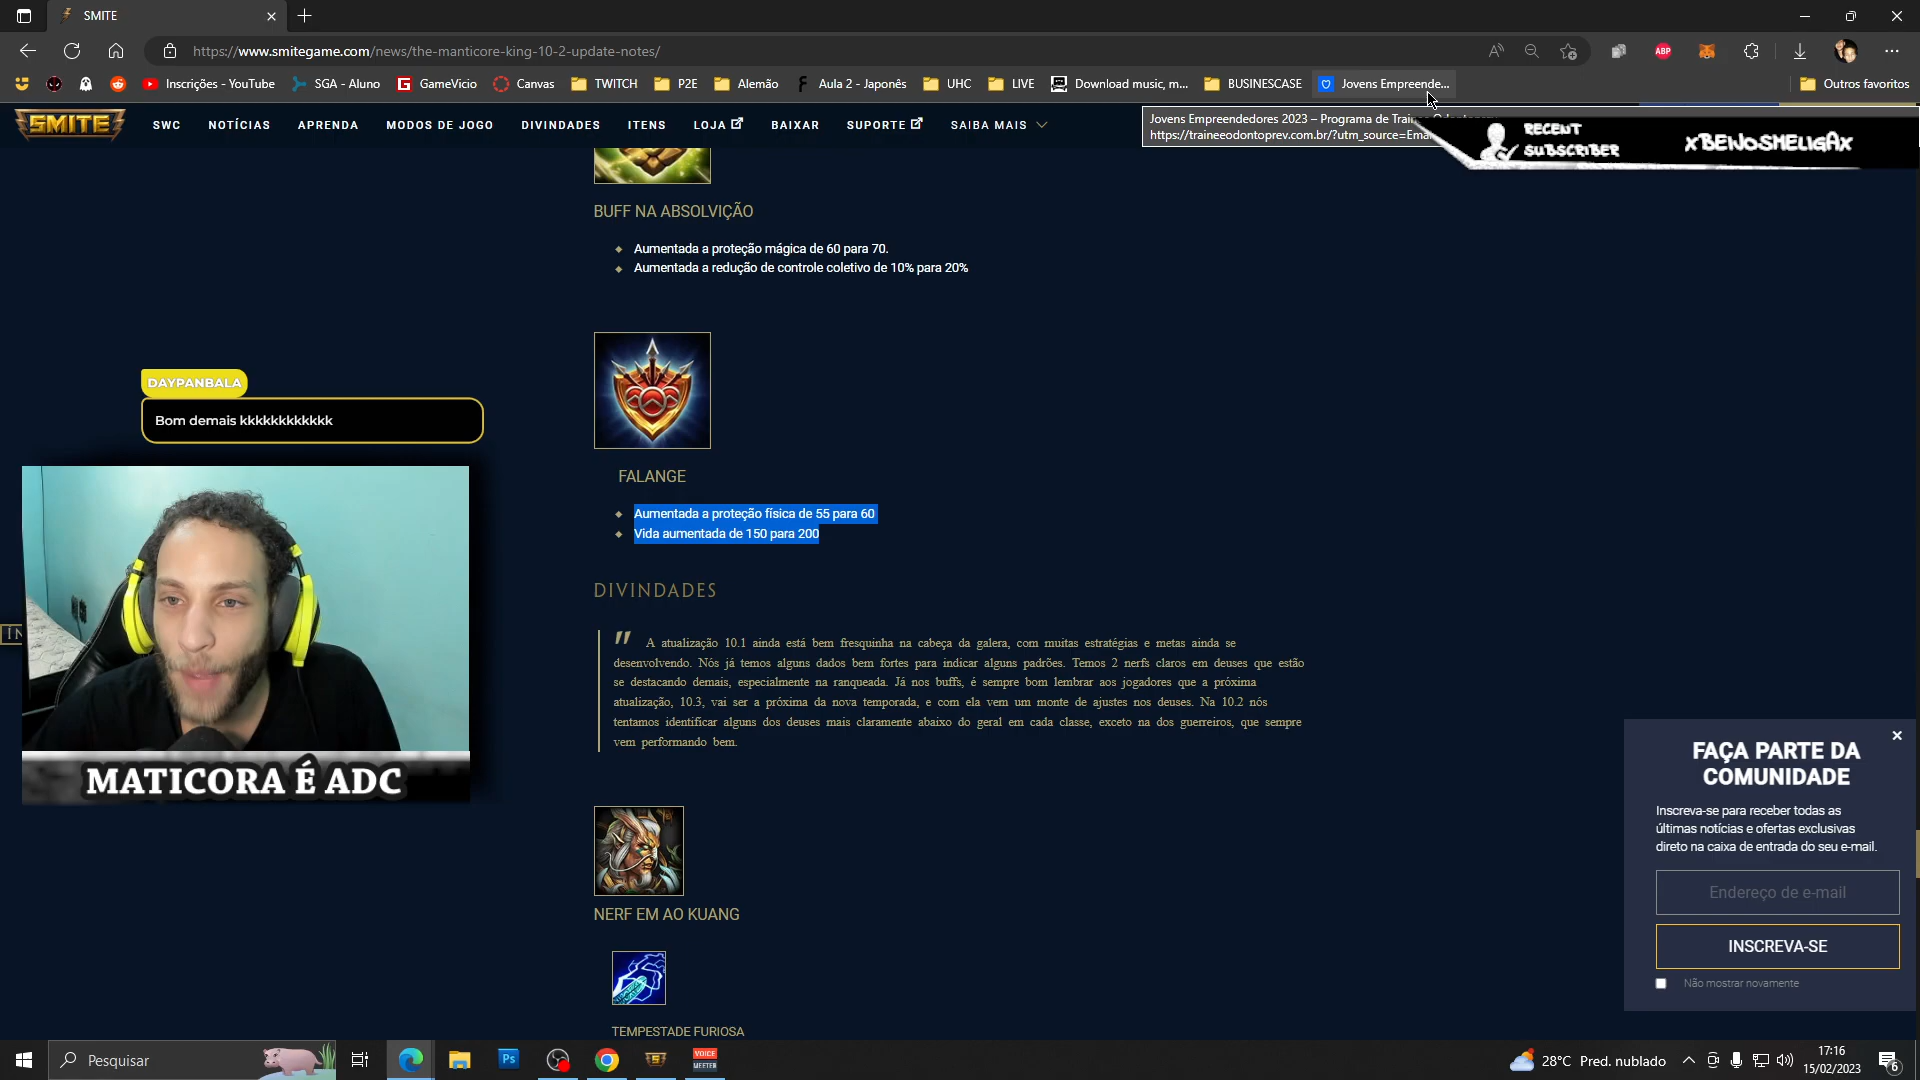 SMITE
https://www.smitegame.com/news/the-manticore-king-10-2-update-notes/
ABP
Inscrições - YouTube
SGA - Aluno
GameVicio
Canvas
TWITCH
P2E
Alemão
Aula 2 - Japonês
UHC
LIVE
Download music, m...
BUSINESCASE
Jovens Empreende...
Outros favoritos
SMITE
SWC
NOTÍCIAS
APRENDA
MODOS DE JOGO
DIVINDADES
ITENS
LOJA
BAIXAR
SUPORTE
SAIBA MAIS
Jovens Empreendedores 2023 – Programa de
https://traineeodontoprev.com.br/?utm_source=
RECENT
SUBSCRIBER
xBEIJOSMELIGAx
BUFF NA ABSOLVIÇÃO
Aumentada a proteção mágica de 60 para 70.
Aumentada a redução de controle coletivo de 10% para 20%
DAYPANBALA
Bom demais kkkkkkkkkkkk
FALANGE
Aumentada a proteção física de 55 para 60
Vida aumentada de 150 para 200
DIVINDADES
" A atualização 10.1 ainda está bem fresquinha na cabeça da galera, com muitas estratégias e metas ainda se
desenvolvendo. Nós já temos alguns dados bem fortes para indicar alguns padrões. Temos 2 nerfs claros em deuses que estão
se destacando demais, especialmente na ranqueada. Já nos buffs, é sempre bom lembrar aos jogadores que a próxima
atualização, 10.3, vai ser a próxima da nova temporada, e com ela vem um monte de ajustes nos deuses. Na 10.2 nós
tentamos identificar alguns dos deuses mais claramente abaixo do geral em cada classe, exceto na dos guerreiros, que sempre
vem performando bem.
MATICORA É ADC
NERF EM AO KUANG
TEMPESTADE FURIOSA
FAÇA PARTE DA
COMUNIDADE
Inscreva-se para receber todas as
últimas notícias e ofertas exclusivas
direto na caixa de entrada do seu e-mail.
Endereço de e-mail
INSCREVA-SE
Não mostrar novamente
Pesquisar
Ps
VOICE
MEETER
28°C Pred. nublado
17:16
15/02/2023
6